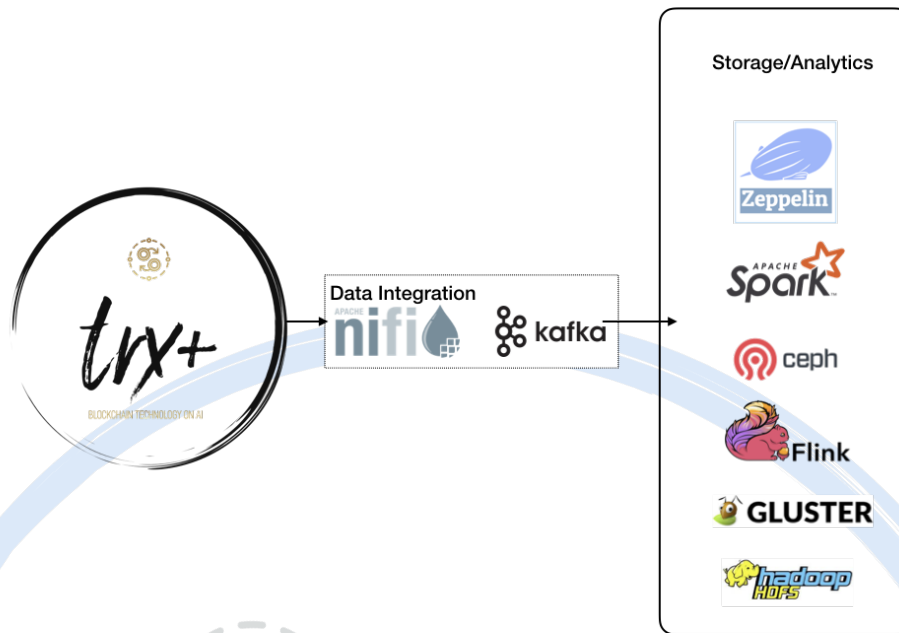 Storage/Analytics
Zeppelin
APACHE
Spark™
ceph
Flink
GLUSTER
hadoop
HDFS
Data Integration
APACHE
nifi
kafka
trx+
BLOCKCHAIN TECHNOLOGY ON AI